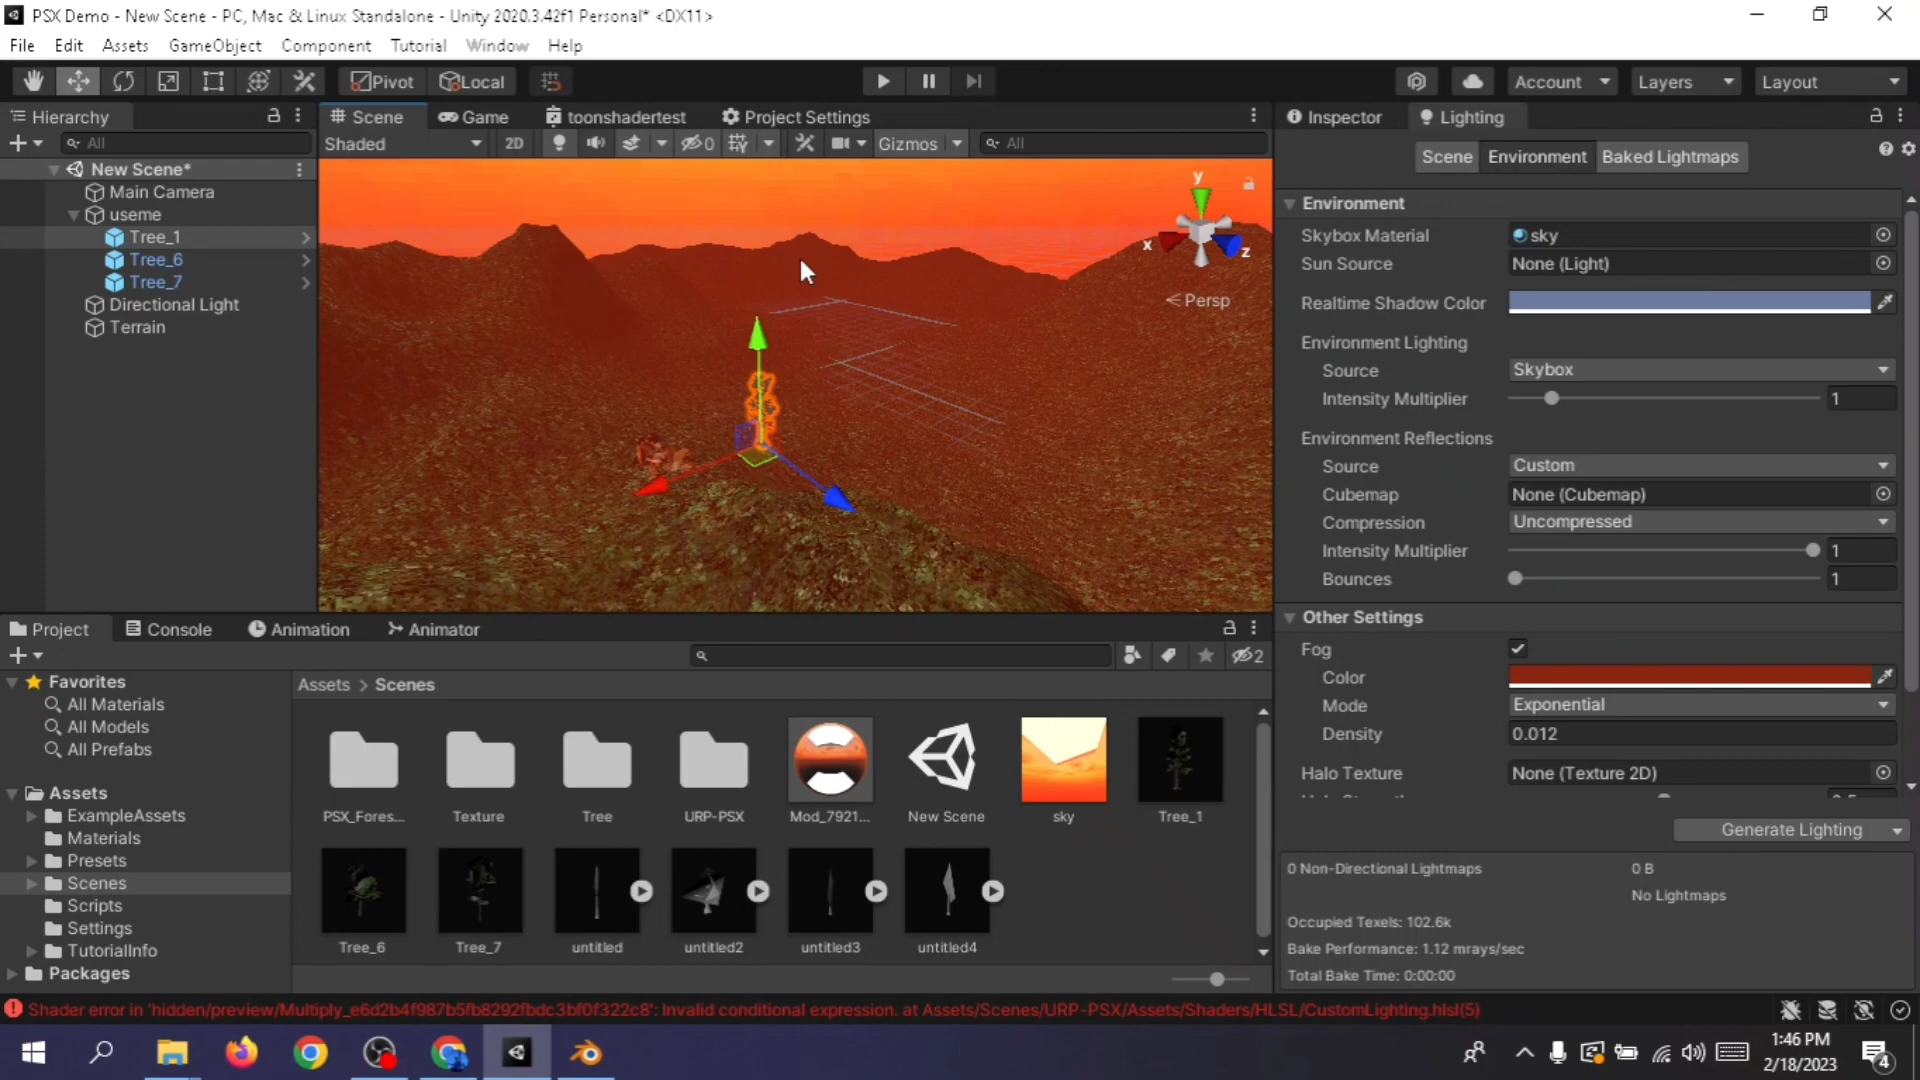 PSX Demo - New Scene - PC, Mac & Linux Standalone - Unity 2020.3.42f1 Personal* <DX11>
File Edit Assets GameObject Component Tutorial Window Help
Pivot Local Account Layers Layout
Hierarchy
All
New Scene*
Main Camera
useme
Tree_1
Tree_6
Tree_7
Directional Light
Terrain
Scene Game toonshadertest Project Settings
Shaded 2D 0 Gizmos All
y
x
z
Persp
Inspector Lighting
Scene Environment Baked Lightmaps
Environment
Skybox Material sky
Sun Source None (Light)
Realtime Shadow Color
Environment Lighting
Source Skybox
Intensity Multiplier 1
Environment Reflections
Source Custom
Cubemap None (Cubemap)
Compression Uncompressed
Intensity Multiplier 1
Bounces 1
Other Settings
Fog
Color
Mode Exponential
Density 0.012
Halo Texture None (Texture 2D)
Generate Lighting
0 Non-Directional Lightmaps 0 B
No Lightmaps
Occupied Texels: 102.6k
Bake Performance: 1.12 mrays/sec
Total Bake Time: 0:00:00
Project Console Animation Animator
2
Favorites
All Materials
All Models
All Prefabs
Assets
ExampleAssets
Materials
Presets
Scenes
Scripts
Settings
TutorialInfo
Packages
Assets > Scenes
PSX_Fores... Texture Tree URP-PSX Mod_7921... New Scene sky Tree_1
Tree_6 Tree_7 untitled untitled2 untitled3 untitled4
Shader error in 'hidden/preview/Multiply_e6d2b4f987b5fb8292fbdc3bf0f322c8': Invalid conditional expression. at Assets/Scenes/URP-PSX/Assets/Shaders/HLSL/CustomLighting.hlsl(5)
1:46 PM
2/18/2023
4